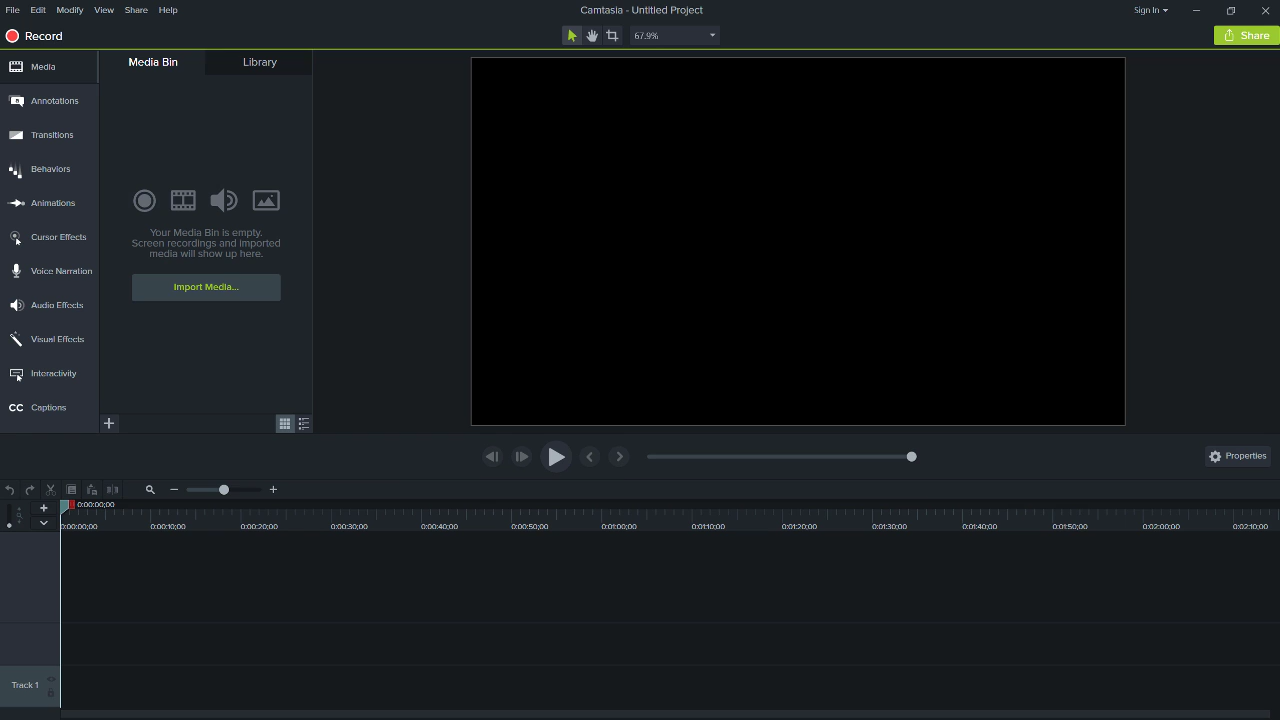 File Edit Modify View Share Help
Camtasia - Untitled Project
Sign In
Record
67.9%
Share
Media
Annotations
Transitions
Behaviors
Animations
Cursor Effects
Voice Narration
Audio Effects
Visual Effects
Interactivity
CC Captions
Media Bin
Library
Your Media Bin is empty.
Screen recordings and imported
media will show up here.
Import Media...
Properties
0:00:00;00
0:00:00;00 0:00:10;00 0:00:20;00 0:00:30;00 0:00:40;00 0:00:50;00 0:01:00;00 0:01:10;00 0:01:20;00 0:01:30;00 0:01:40;00 0:01:50;00 0:02:00;00 0:02:10;00
Track 1